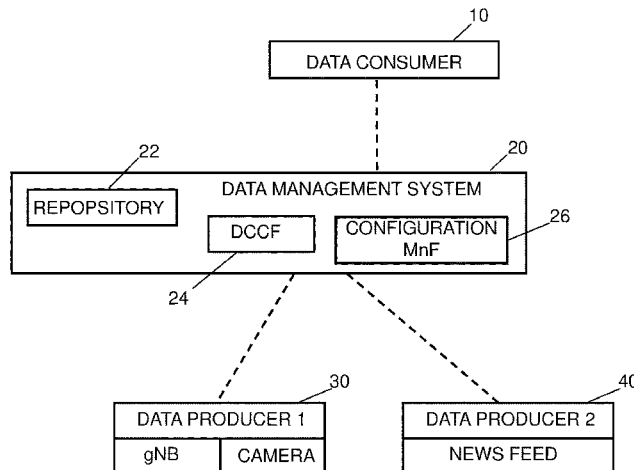 10
DATA CONSUMER
20
22
DATA MANAGEMENT SYSTEM
REPOPSITORY
DCCF
CONFIGURATION
MnF
26
24
30
40
DATA PRODUCER 1
DATA PRODUCER 2
gNB
CAMERA
NEWS FEED